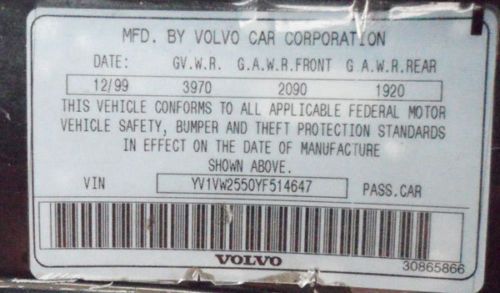 MFD. BY VOLVO CAR CORPORATION
DATE: GV.W.R. G.A.W.R.FRONT G A.W.R.REAR
12/99 3970 2090 1920
THIS VEHICLE CONFORMS TO ALL APPLICABLE FEDERAL MOTOR
VEHICLE SAFETY, BUMPER AND THEFT PROTECTION STANDARDS
IN EFFECT ON THE DATE OF MANUFACTURE
SHOWN ABOVE.
VIN YV1VW2550YF514647 PASS.CAR
VOLVO 30865866